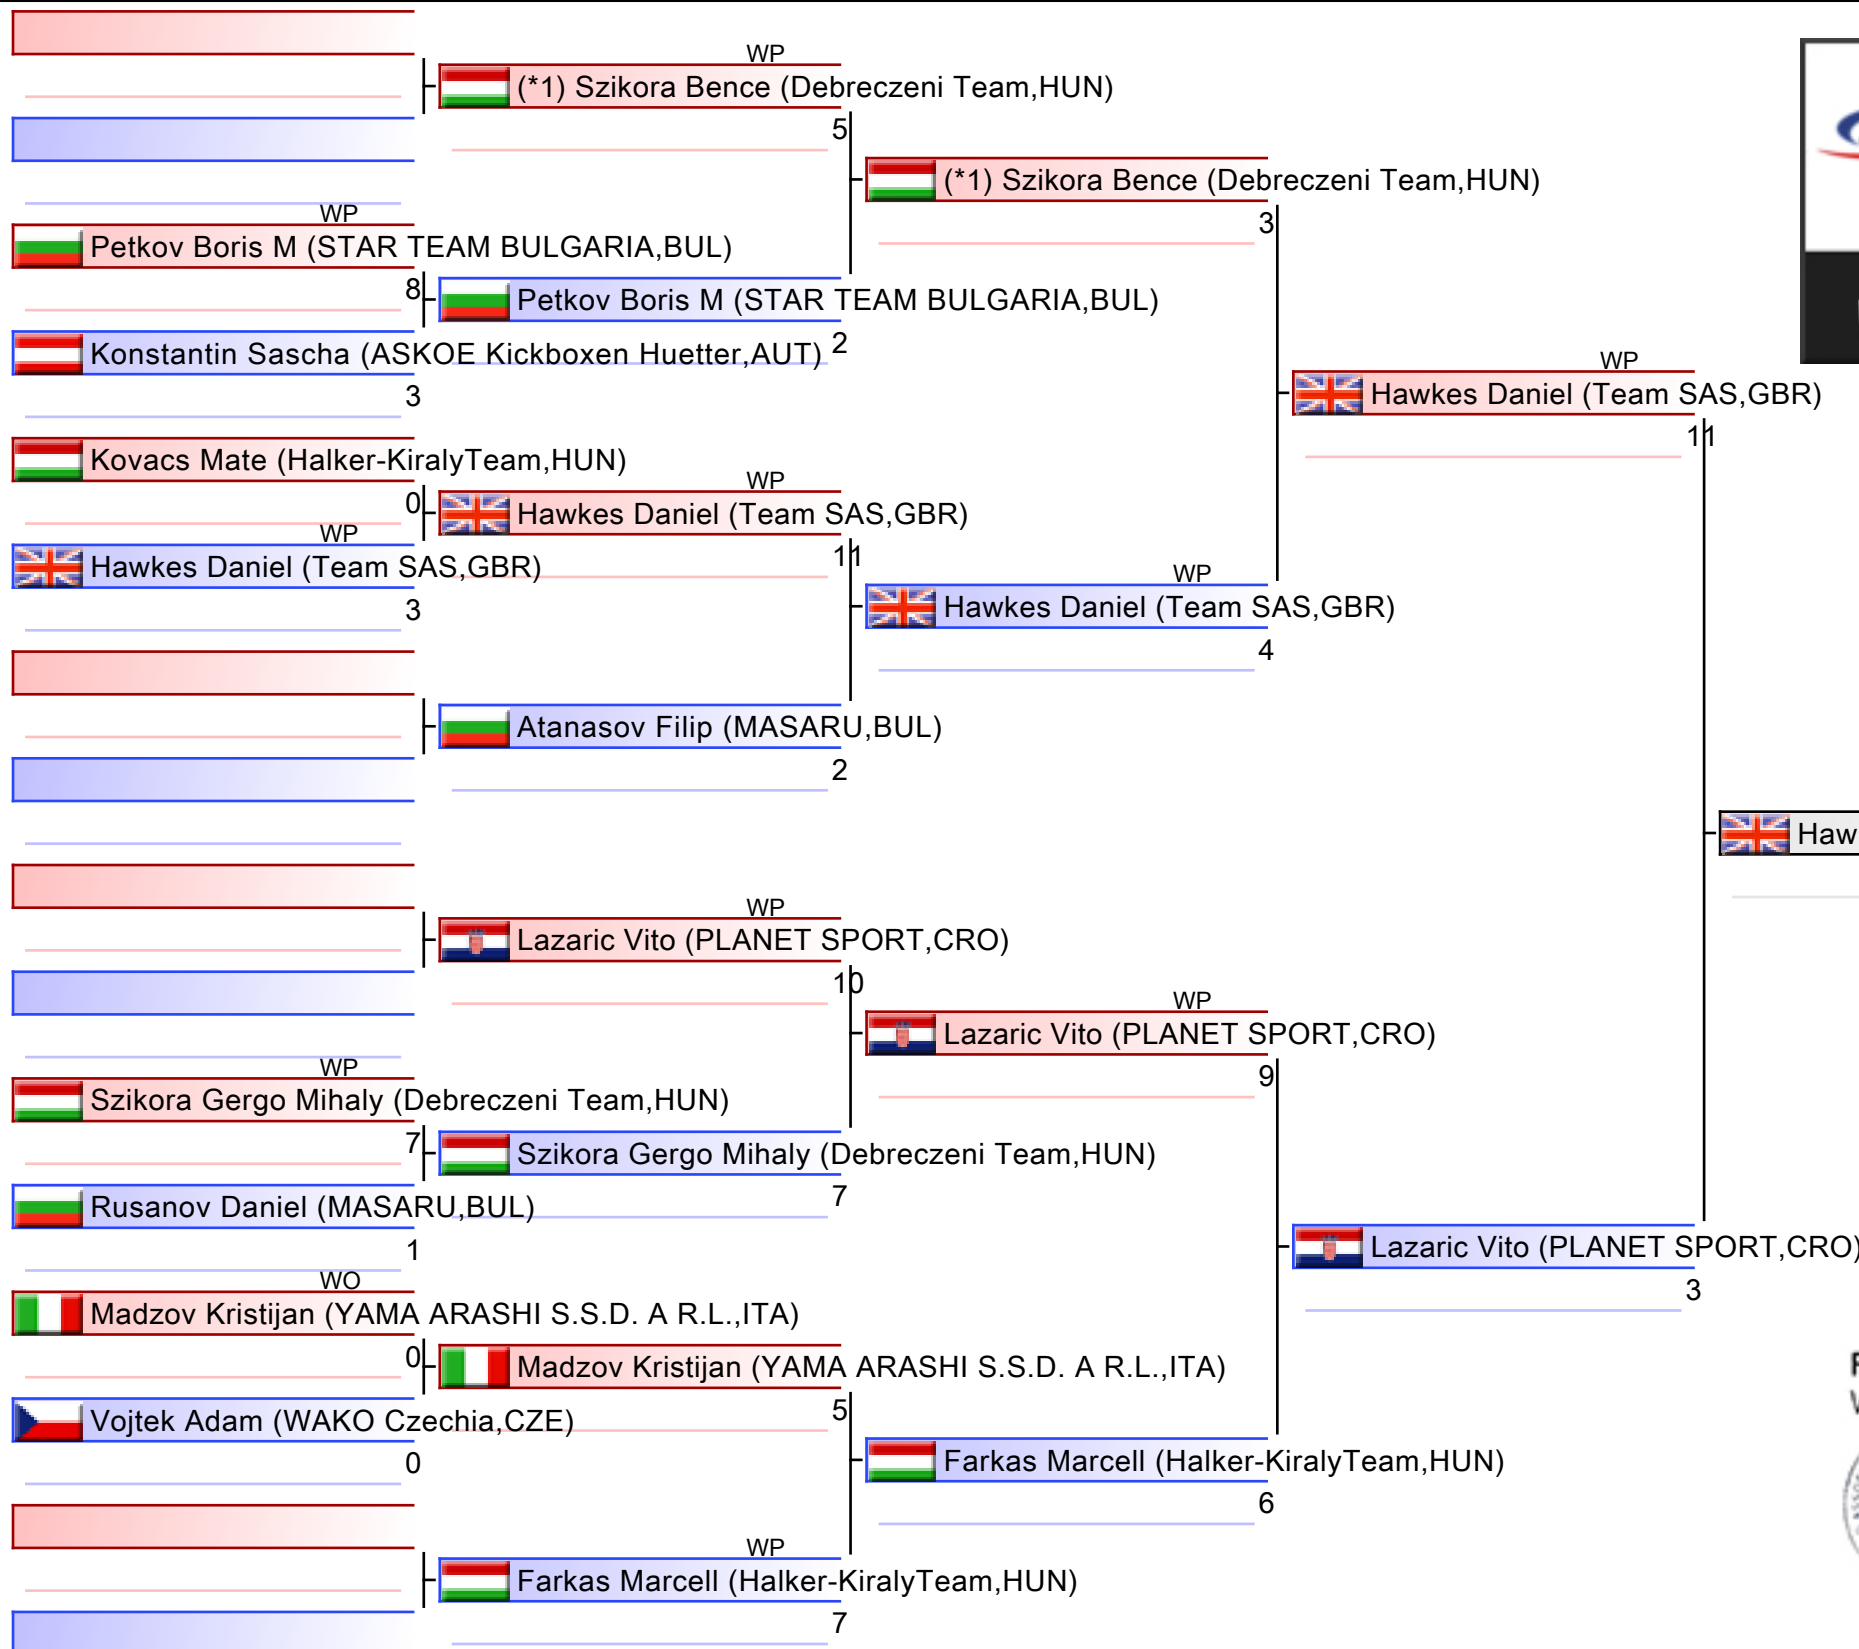 WP
(*1) Szikora Bence (Debreczeni Team,HUN)
5
WP
Petkov Boris M (STAR TEAM BULGARIA,BUL)
8
Petkov Boris M (STAR TEAM BULGARIA,BUL)
2
Konstantin Sascha (ASKOE Kickboxen Huetter,AUT)
3
(*1) Szikora Bence (Debreczeni Team,HUN)
3
Kovacs Mate (Halker-KiralyTeam,HUN)
0
WP
Hawkes Daniel (Team SAS,GBR)
3
WP
Hawkes Daniel (Team SAS,GBR)
11
WP
Hawkes Daniel (Team SAS,GBR)
4
Atanasov Filip (MASARU,BUL)
2
WP
Hawkes Daniel (Team SAS,GBR)
11
Haw
WP
Lazaric Vito (PLANET SPORT,CRO)
10
WP
Lazaric Vito (PLANET SPORT,CRO)
9
WP
Szikora Gergo Mihaly (Debreczeni Team,HUN)
7
Szikora Gergo Mihaly (Debreczeni Team,HUN)
7
Rusanov Daniel (MASARU,BUL)
1
Lazaric Vito (PLANET SPORT,CRO)
3
WO
Madzov Kristijan (YAMA ARASHI S.S.D. A R.L.,ITA)
0
Madzov Kristijan (YAMA ARASHI S.S.D. A R.L.,ITA)
5
Vojtek Adam (WAKO Czechia,CZE)
0
Farkas Marcell (Halker-KiralyTeam,HUN)
6
WP
Farkas Marcell (Halker-KiralyTeam,HUN)
7